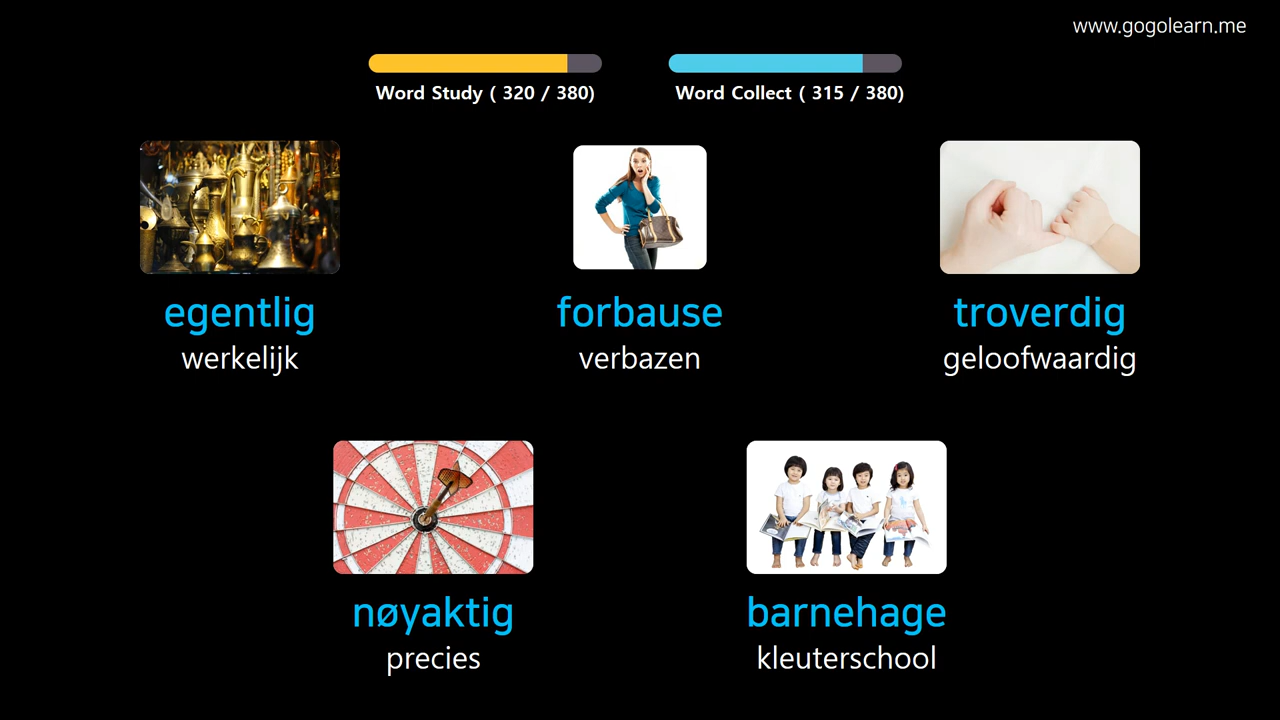 www.gogolearn.me
Word Study ( 320 / 380)
Word Collect ( 315 / 380)
egentlig
werkelijk
forbause
verbazen
troverdig
geloofwaardig
nøyaktig
precies
barnehage
kleuterschool